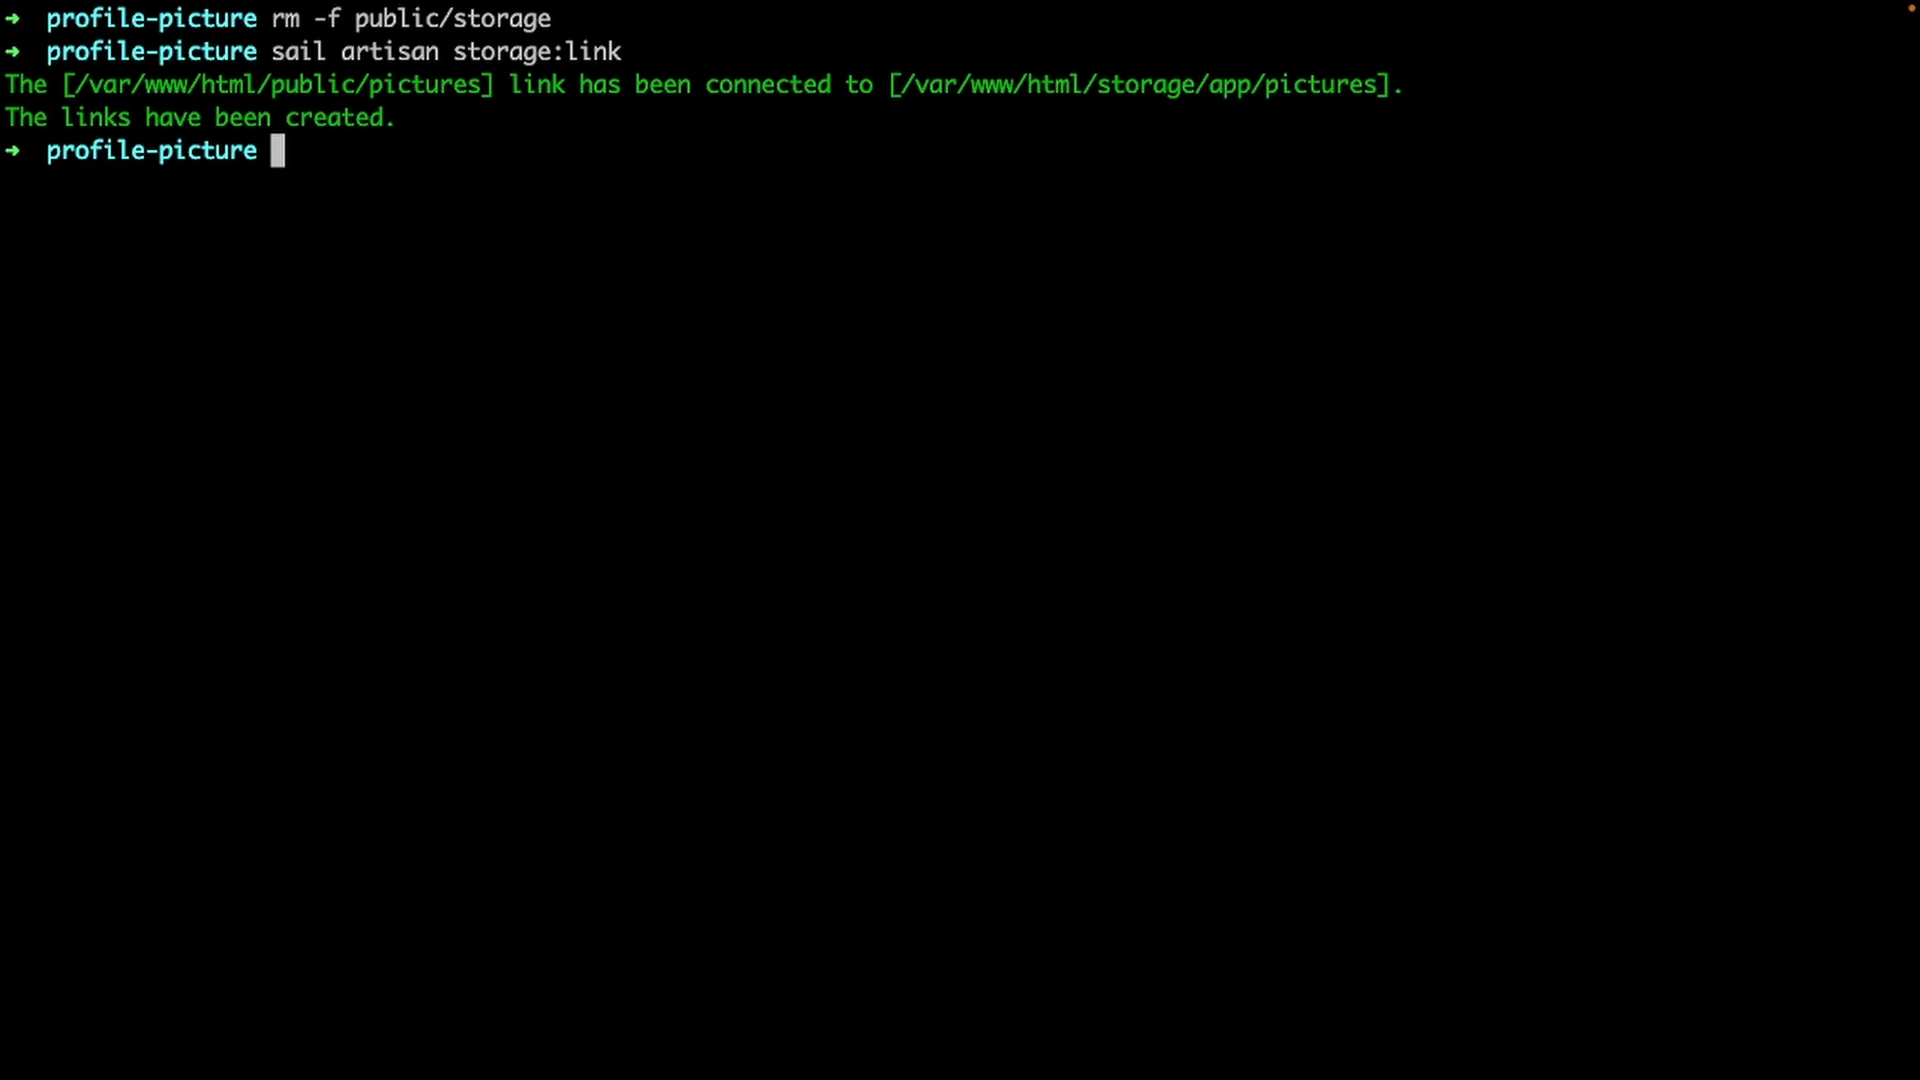 ➜ profile-picture rm -f public/storage
➜ profile-picture sail artisan storage:link
The [/var/www/html/public/pictures] link has been connected to [/var/www/html/storage/app/pictures].
The links have been created.
➜ profile-picture